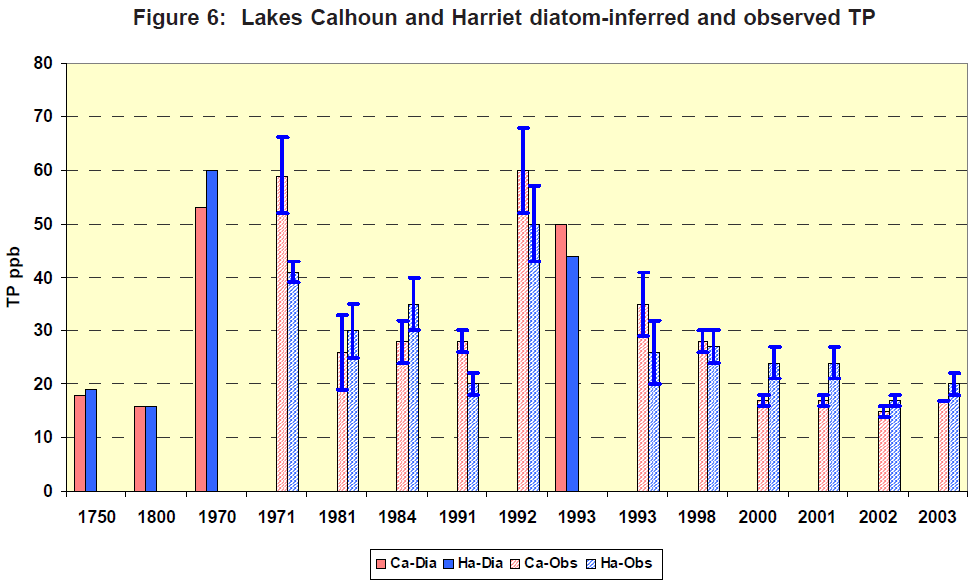 Figure 6: Lakes Calhoun and Harriet diatom-inferred and observed TP
80
70
60
50
40
30
20
10
0
TP ppb
1750 1800 1970 1971 1981 1984 1991 1992 1993 1993 1998 2000 2001 2002 2003
Ca-Dia Ha-Dia Ca-Obs Ha-Obs